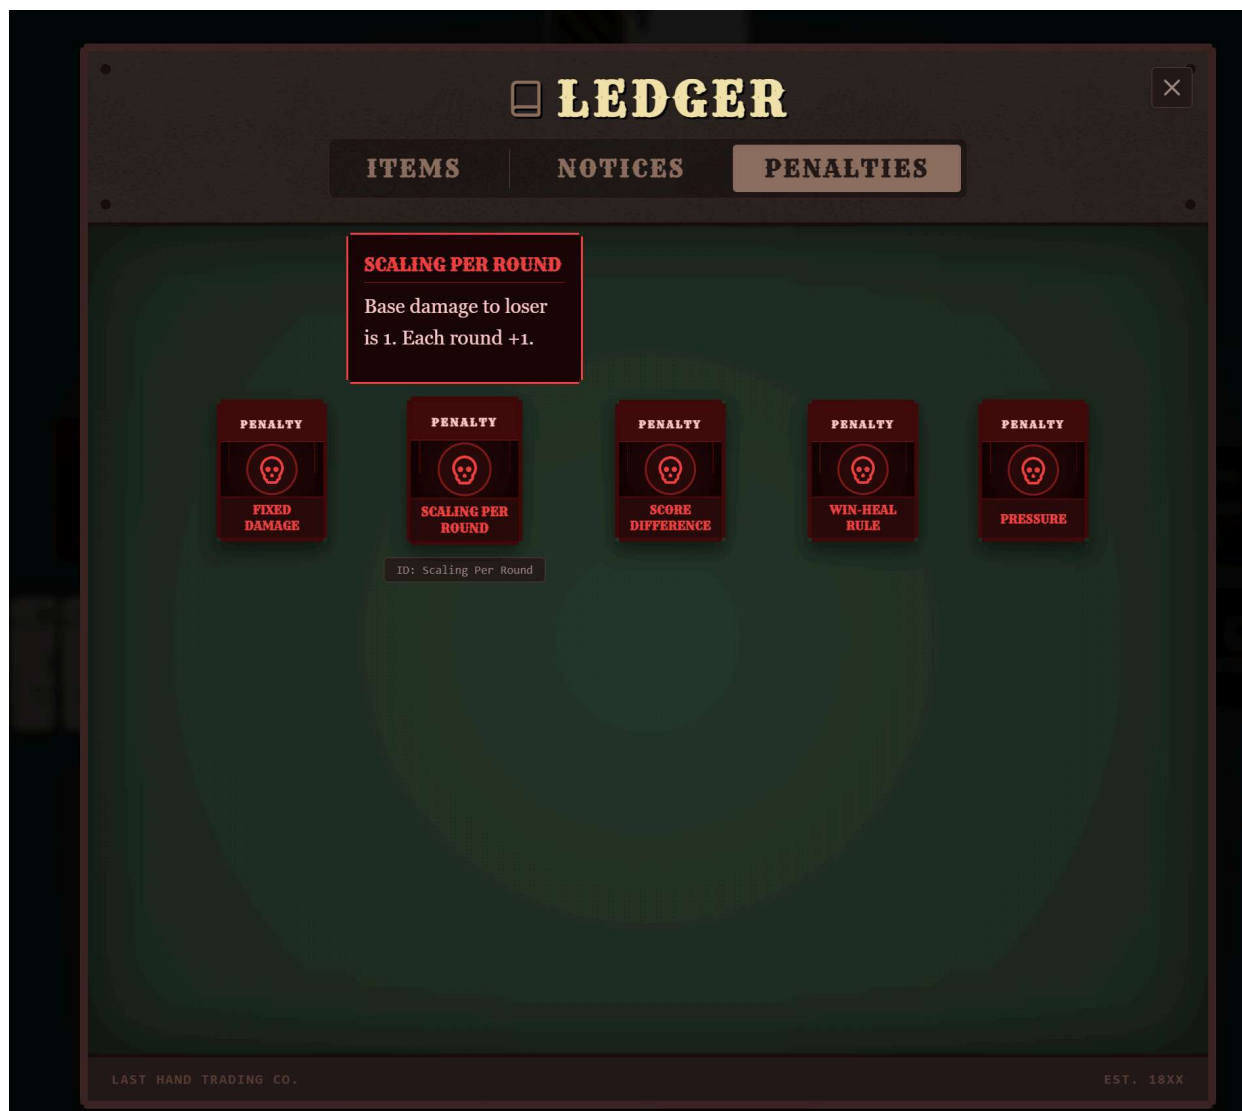 LEDGER
ITEMS
NOTICES
PENALTIES
SCALING PER ROUND
Base damage to loser
is 1. Each round +1.
PENALTY
FIXED
DAMAGE
PENALTY
SCALING PER
ROUND
ID: Scaling Per Round
PENALTY
SCORE
DIFFERENCE
PENALTY
WIN-HEAL
RULE
PENALTY
PRESSURE
LAST HAND TRADING CO.
EST. 18XX